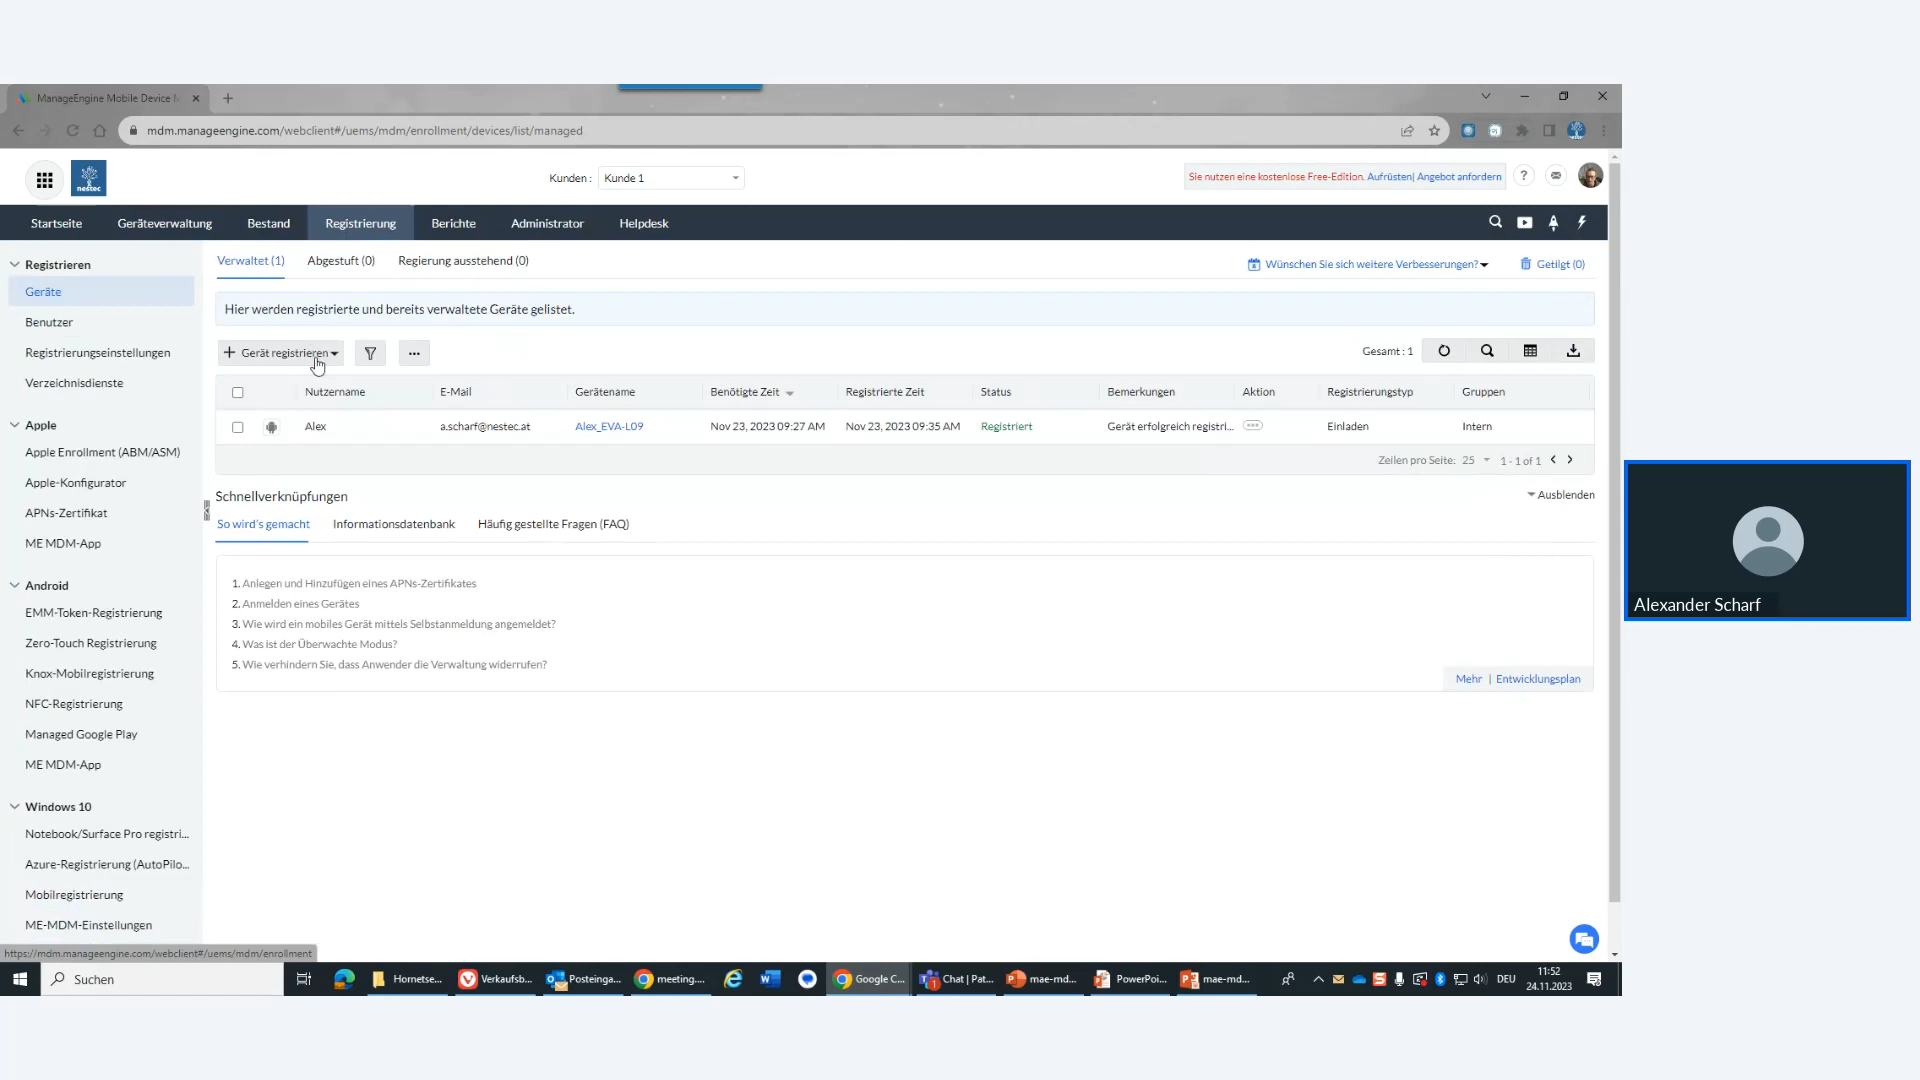 ManageEngine Mobile Device M
mdm.manageengine.com/webclient#/uems/mdm/enrollment/devices/list/managed
nestec
Kunden : Kunde 1
Sie nutzen eine kostenlose Free-Edition. Aufrüsten| Angebot anfordern
?
Startseite Geräteverwaltung Bestand Registrierung Berichte Administrator Helpdesk
Registrieren
Geräte
Benutzer
Registrierungseinstellungen
Verzeichnisdienste
Apple
Apple Enrollment (ABM/ASM)
Apple-Konfigurator
APNs-Zertifikat
ME MDM-App
Android
EMM-Token-Registrierung
Zero-Touch Registrierung
Knox-Mobilregistrierung
NFC-Registrierung
Managed Google Play
ME MDM-App
Windows 10
Notebook/Surface Pro registri...
Azure-Registrierung (AutoPilo...
Mobilregistrierung
ME-MDM-Einstellungen
https://mdm.manageengine.com/webclient#/uems/mdm/enrollment
Verwaltet (1) Abgestuft (0) Regierung ausstehend (0)
Wünschen Sie sich weitere Verbesserungen? Getilgt (0)
Hier werden registrierte und bereits verwaltete Geräte gelistet.
+ Gerät registrieren ...
Gesamt : 1
Nutzername E-Mail Gerätename Benötigte Zeit Registrierte Zeit Status Bemerkungen Aktion Registrierungstyp Gruppen
Alex a.scharf@nestec.at Alex_EVA-L09 Nov 23, 2023 09:27 AM Nov 23, 2023 09:35 AM Registriert Gerät erfolgreich registri... Einladen Intern
Zeilen pro Seite: 25 1 - 1 of 1
Schnellverknüpfungen
Ausblenden
So wird's gemacht Informationsdatenbank Häufig gestellte Fragen (FAQ)
1. Anlegen und Hinzufügen eines APNs-Zertifikates
2. Anmelden eines Gerätes
3. Wie wird ein mobiles Gerät mittels Selbstanmeldung angemeldet?
4. Was ist der Überwachte Modus?
5. Wie verhindern Sie, dass Anwender die Verwaltung widerrufen?
Mehr | Entwicklungsplan
Alexander Scharf
Suchen
Hornetse... Verkaufsb... Posteinga... meeting.... Google C... Chat | Pat... mae-md... PowerPoi... mae-md...
DEU
11:52
24.11.2023